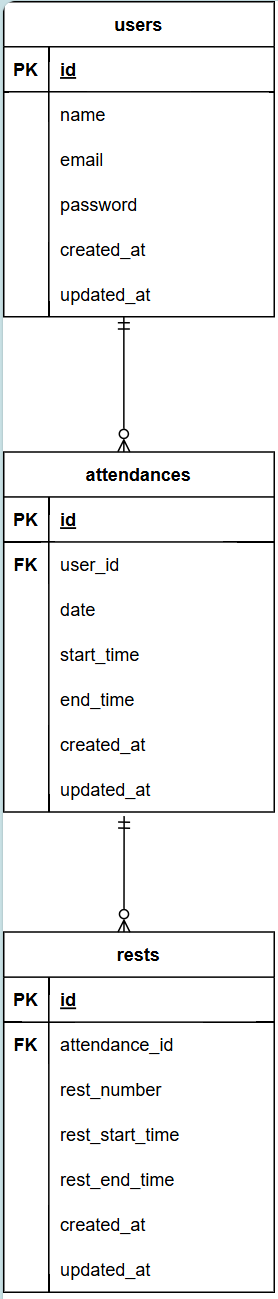 users
PK id
name
email
password
created_at
updated_at
attendances
PK id
FK user_id
date
start_time
end_time
created_at
updated_at
rests
PK id
FK attendance_id
rest_number
rest_start_time
rest_end_time
created_at
updated_at